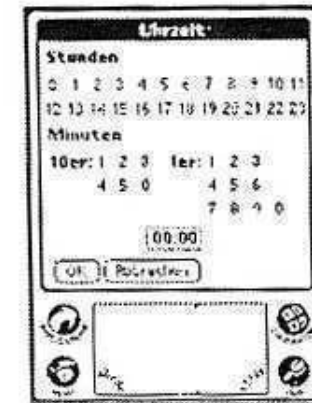 Uhrzeit
Stunden
0 1 2 3 4 5 6 7 8 9 10 11
12 13 14 15 16 17 18 19 20 21 22 23
Minuten
10er: 1 2 3 1er: 1 2 3
4 5 0 4 5 6
7 8 9 0
00.00
OK Abbrechen